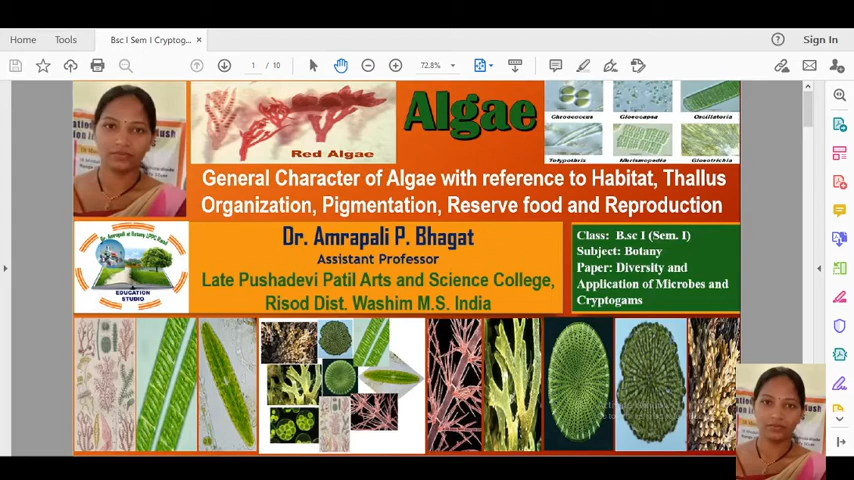 Home
Tools
Bsc I Sem I Cryptog...
Sign In
1 / 10
72.8%
Algae
Red Algae
Chroococcus
Gloeocapsa
Oscillatoria
Tolypothix
Merismopedia
Gloeotrichia
General Character of Algae with reference to Habitat, Thallus
Organization, Pigmentation, Reserve food and Reproduction
Dr. Amrapali P. Bhagat
Assistant Professor
Late Pushadevi Patil Arts and Science College,
Risod Dist. Washim M.S. India
EDUCATION
STUDIO
Class: B.sc I (Sem. I)
Subject: Botany
Paper: Diversity and
Application of Microbes and
Cryptogams